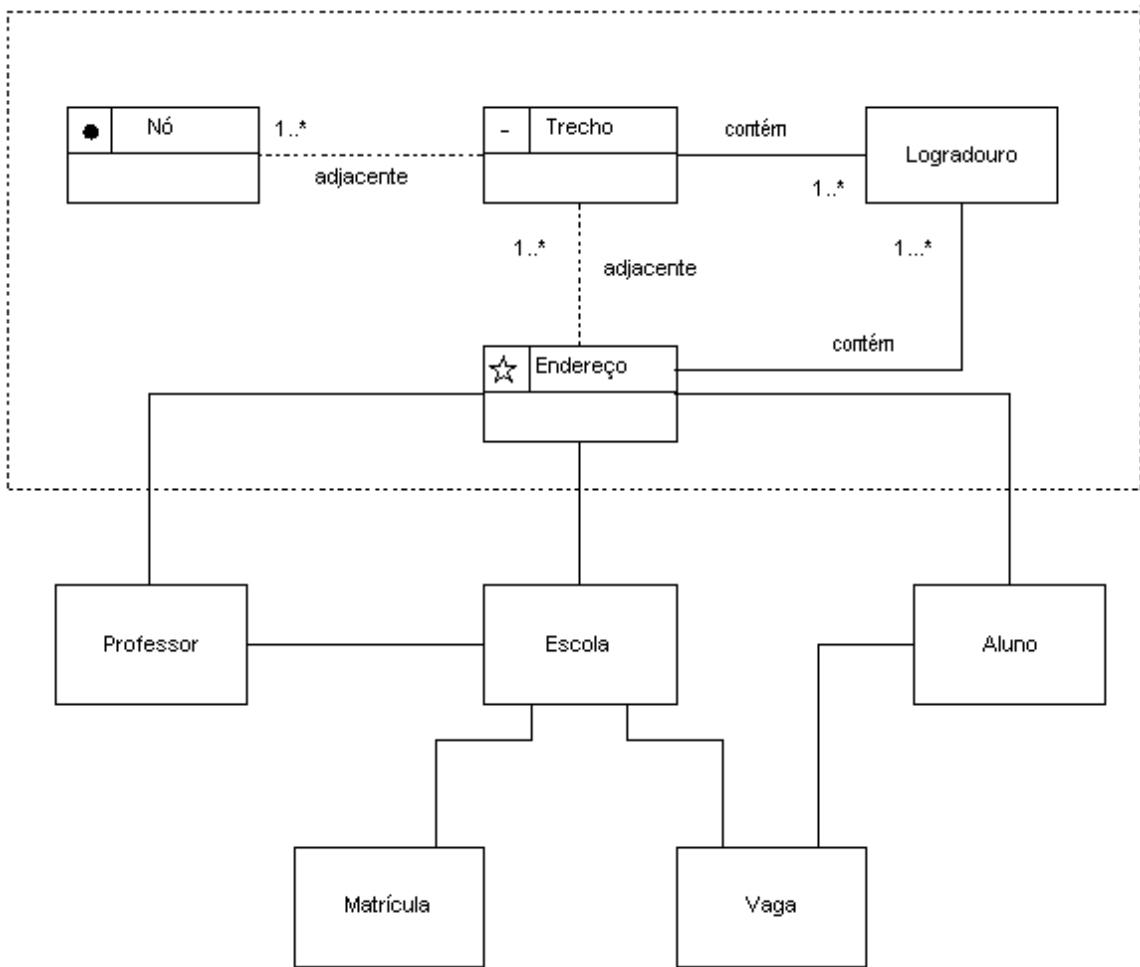 Nó
1..*
adjacente
- Trecho
contém
1..*
Logradouro
1..*
adjacente
1...*
contém
Endereço
Professor
Escola
Aluno
Matrícula
Vaga